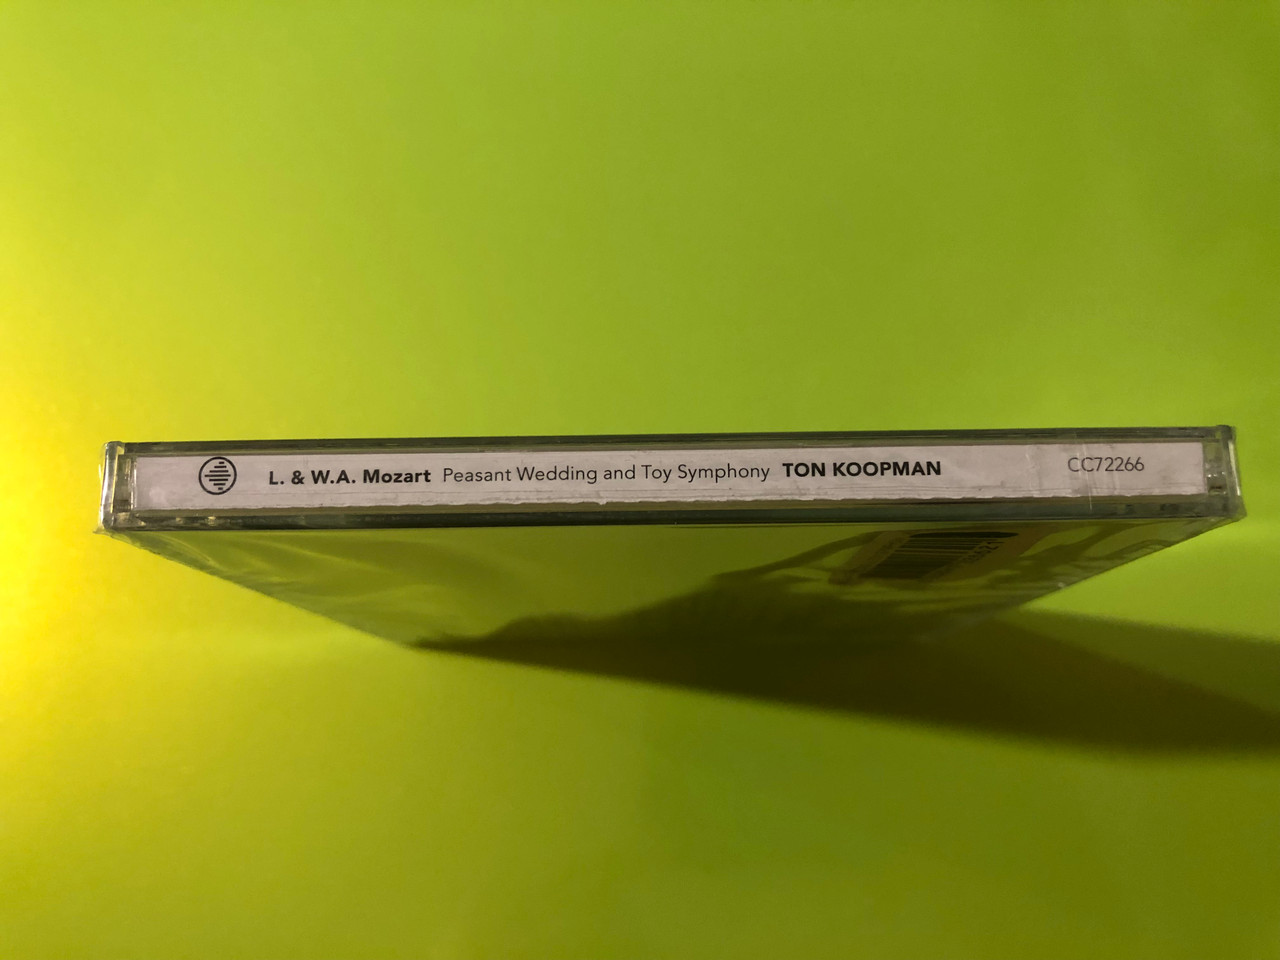 L. & W.A. Mozart Peasant Wedding and Toy Symphony TON KOOPMAN CC72266